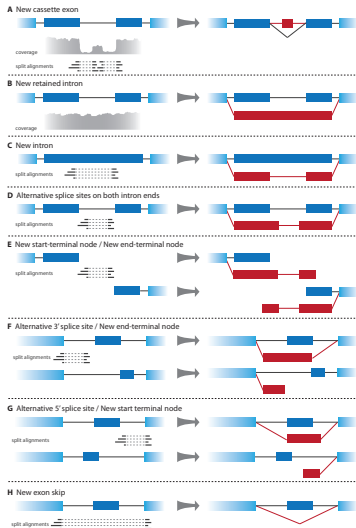 A New cassette exon
coverage
split alignments
B New retained intron
coverage
C New intron
split alignments
D Alternative splice sites on both intron ends
split alignments
E New start-terminal node / New end-terminal node
split alignments
F Alternative 3' splice site / New end-terminal node
split alignments
G Alternative 5' splice site / New start terminal node
split alignments
H New exon skip
split alignments